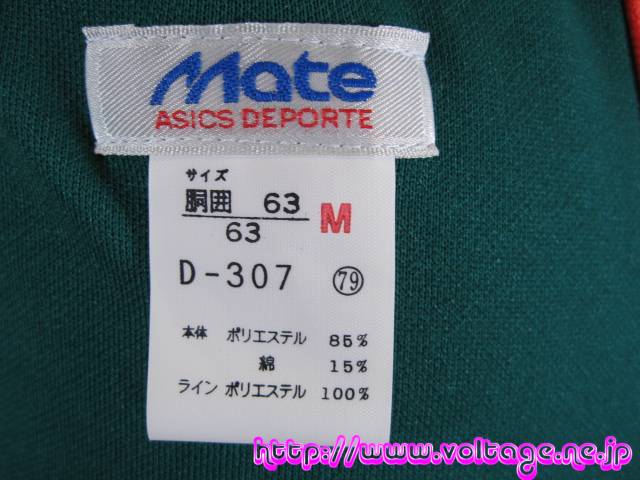 Mate
ASICS DEPORTE
サイズ
胴囲 63 M
63
D-307 79
本体 ポリエステル 85%
綿 15%
ライン ポリエステル 100%
http://www.voltage.ne.jp